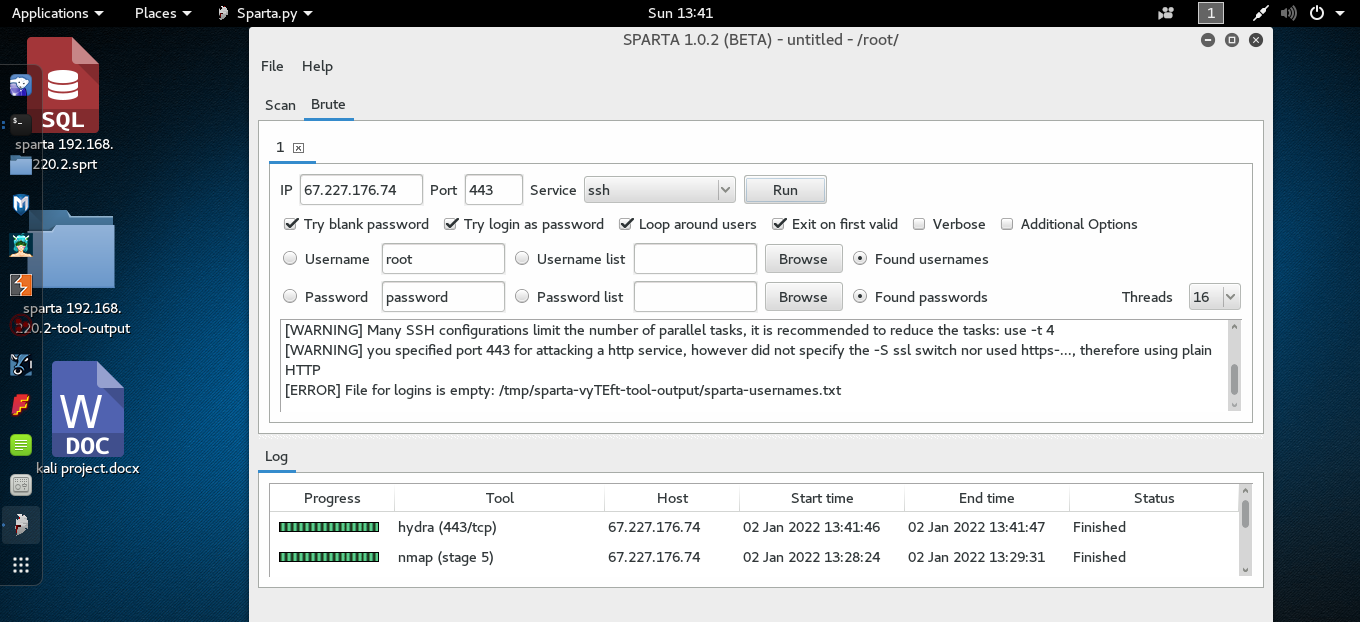 Applications Places Sparta.py Sun 13:41 1
SPARTA 1.0.2 (BETA) - untitled - /root/
File Help
Scan Brute
1
IP 67.227.176.74 Port 443 Service ssh Run
Try blank password Try login as password Loop around users Exit on first valid Verbose Additional Options
Username root Username list Browse Found usernames
Password password Password list Browse Found passwords Threads 16
[WARNING] Many SSH configurations limit the number of parallel tasks, it is recommended to reduce the tasks: use -t 4
[WARNING] you specified port 443 for attacking a http service, however did not specify the -S ssl switch nor used https-..., therefore using plain
HTTP
[ERROR] File for logins is empty: /tmp/sparta-vyTEft-tool-output/sparta-usernames.txt
Log
Progress Tool Host Start time End time Status
hydra (443/tcp) 67.227.176.74 02 Jan 2022 13:41:46 02 Jan 2022 13:41:47 Finished
nmap (stage 5) 67.227.176.74 02 Jan 2022 13:28:24 02 Jan 2022 13:29:31 Finished
SQL
sparta 192.168.
220.2.sprt
sparta 192.168.
220.2-tool-output
W
DOC
kali project.docx